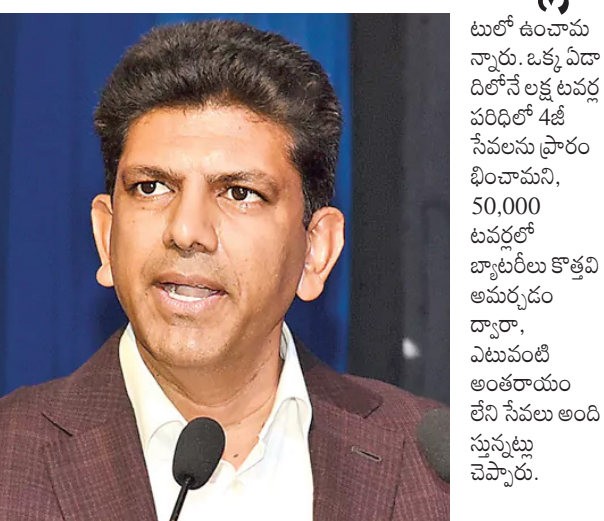 టులో ఉంచామ
న్నారు. ఒక్క ఏడా
దిలోనే లక్ష టవర్ల
పరిధిలో 4జీ
సేవలను ప్రారం
భించామని,
50,000
టవర్లలో
బ్యాటరీలు కొత్తవి
అమర్చడం
ద్వారా,
ఎటువంటి
అంతరాయం
లేని సేవలు అంది
స్తున్నట్లు
చెప్పారు.